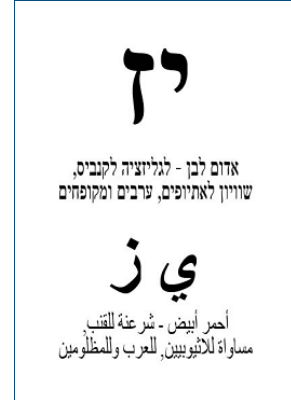 יז
אדום לבן - לגליזציה לקנביס,
שוויון לאתיופים, ערבים ומקופחים
ي ز
أحمر أبيض - شرعنة للقنب,
مساواة للاثيوبيين, للعرب وللمظلومين